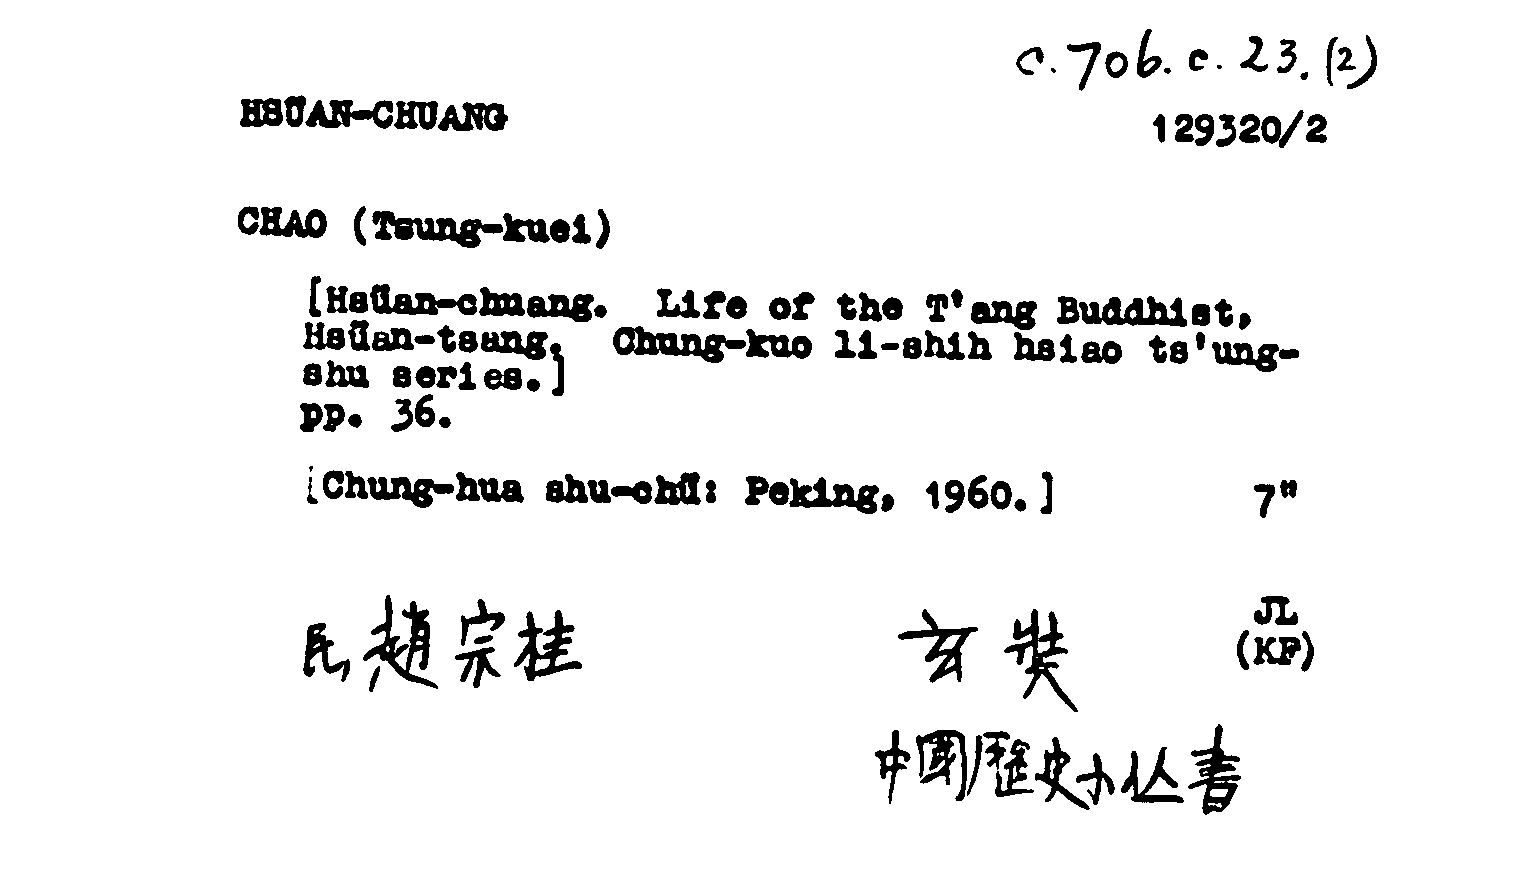 c.706.c.23.(2)
HSÜAN-CHUANG
129320/2
CHAO (Tsung-kuei)
[Hsüan-chuang. Life of the T'ang Buddhist,
Hsüan-tsang. Chung-kuo li-shih hsiao ts'ung-
shu series.]
pp. 36.
[Chung-hua shu-chü: Peking, 1960.] 7"
民趙宗桂 玄奘 JL
(KP)
中國歷史小丛書